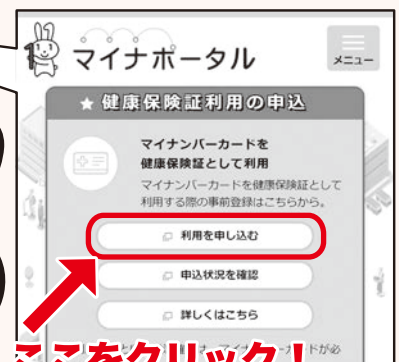 マイナポータル
メニュー
★ 健康保険証利用の申込
マイナンバーカードを
健康保険証として利用
マイナンバーカードを健康保険証として
利用する際の事前登録はこちらから。
利用を申し込む
申込状況を確認
詳しくはこちら
ここをクリック!